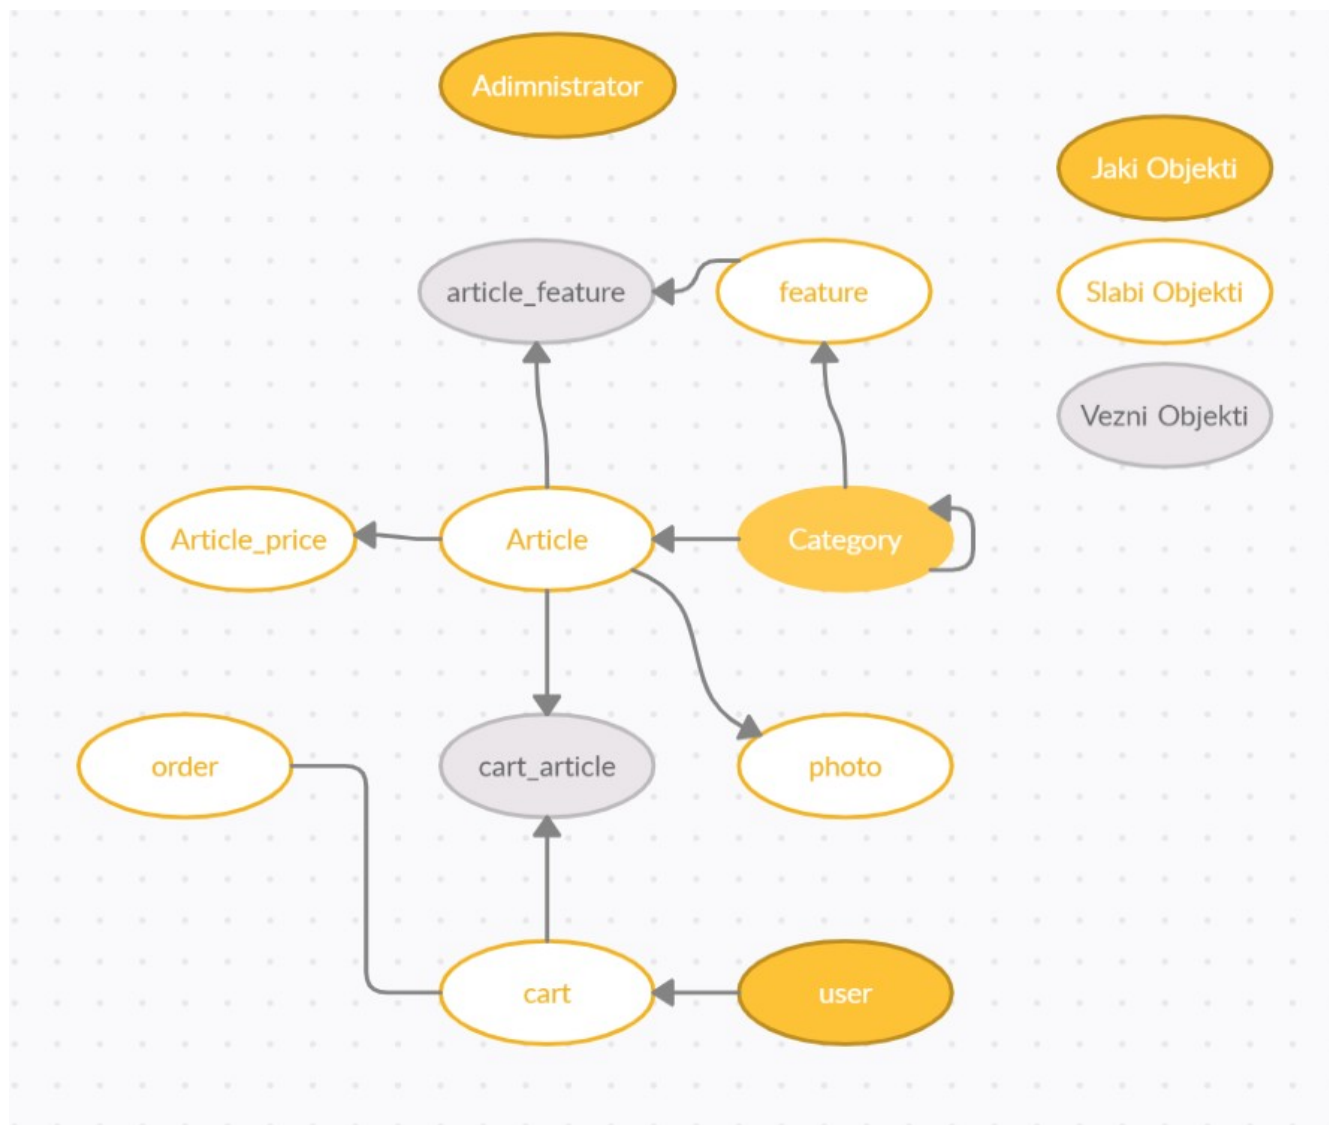 Adimnistrator
Jaki Objekti
article_feature
feature
Slabi Objekti
Vezni Objekti
Article_price
Article
Category
order
cart_article
photo
cart
user